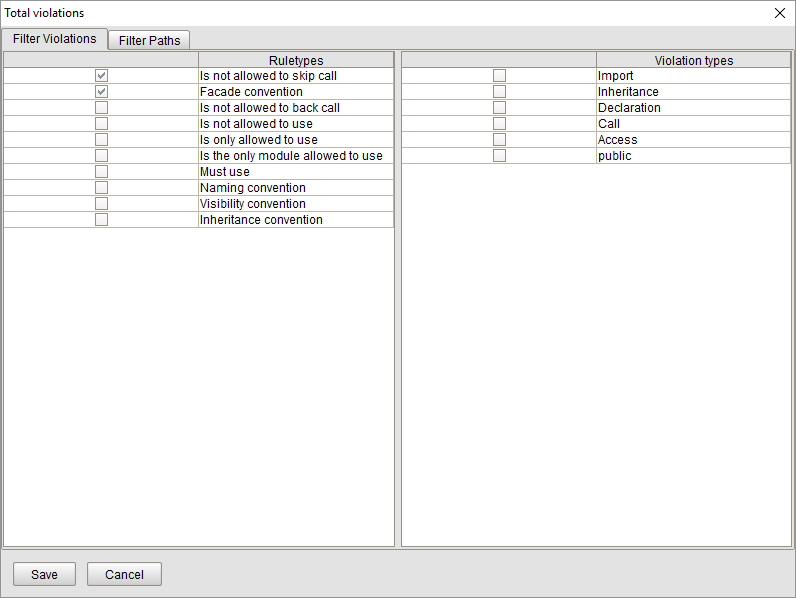 Total violations
Filter Violations
Filter Paths
Ruletypes
Is not allowed to skip call
Facade convention
Is not allowed to back call
Is not allowed to use
Is only allowed to use
Is the only module allowed to use
Must use
Naming convention
Visibility convention
Inheritance convention
Violation types
Import
Inheritance
Declaration
Call
Access
public
Save
Cancel